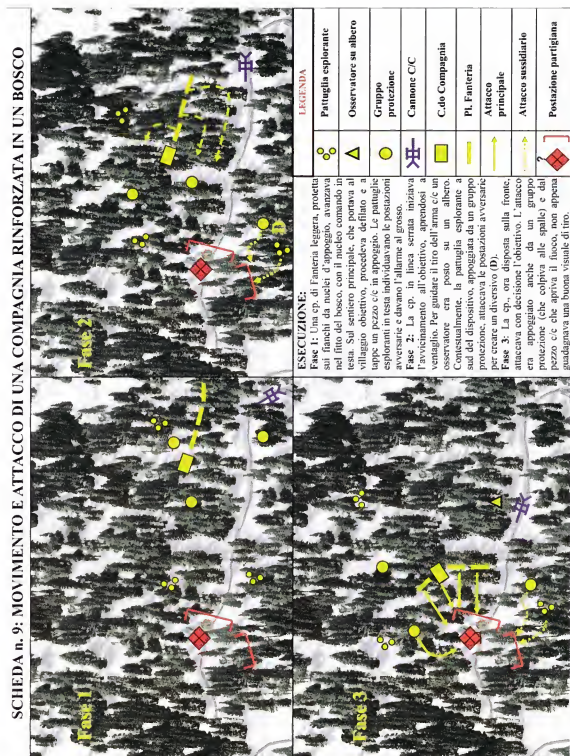 SCHEDA n. 9: MOVIMENTO E ATTACCO DI UNA COMPAGNIA RINFORZATA IN UN BOSCO
Fase 1
Fase 2
D
Fase 3
ESECUZIONE:
Fase 1: Una cp. di Fanteria leggera, protetta
sui fianchi da nuclei d'appoggio, avanzava
nel fitto del bosco, con il nucleo comando in
testa. Sul sentiero principale, che portava al
villaggio obiettivo, procedeva defilato e a
tappe un pezzo c/c in appoggio. Le pattuglie
esploranti in testa individuavano le postazioni
avversarie e davano l'allarme al grosso.
Fase 2: La cp. in linea serrata iniziava
l'avvicinamento all'obiettivo, aprendosi a
ventaglio. Per guidare il tiro dell'arma c/c un
osservatore era posto su un albero.
Contestualmente, la pattuglia esplorante a
sud del dispositivo, appoggiata da un gruppo
protezione, attaccava le postazioni avversarie
per creare un diversivo (D).
Fase 3: La cp., ora disposta sulla fronte,
attaccava con decisione l'obiettivo. L'attacco
era appoggiato anche da un gruppo
protezione (che colpiva alle spalle) e dal
pezzo c/c che apriva il fuoco, non appena
guadagnava una buona visuale di tiro.
LEGENDA
Pattuglia esplorante
Osservatore su albero
Gruppo
protezione
Cannone C/C
C.do Compagnia
Pl. Fanteria
Attacco
principale
Attacco sussidiario
?
Postazione partigiana